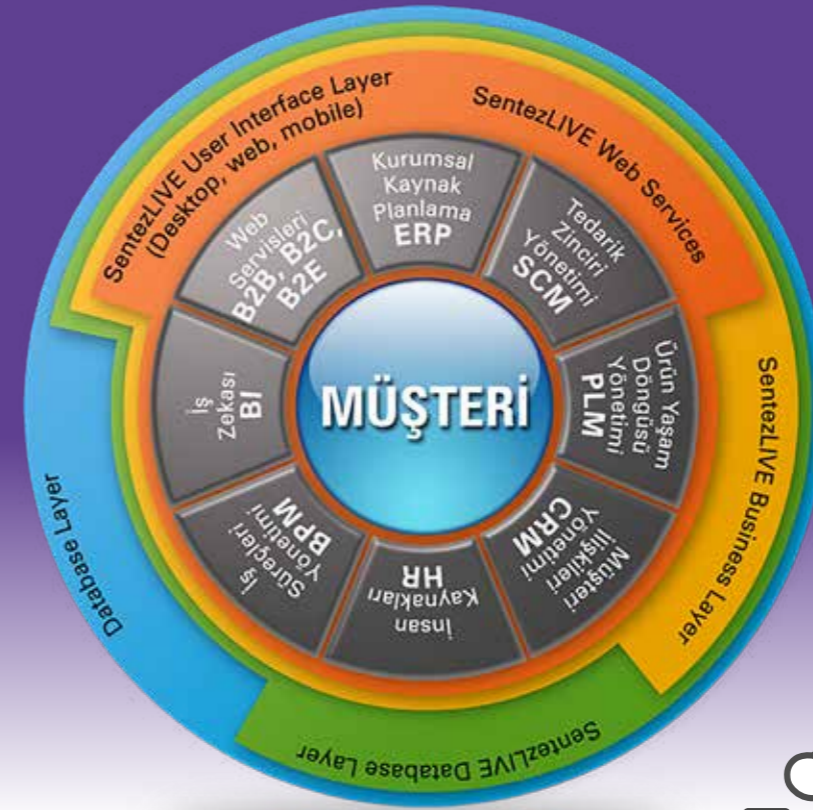 SentezLIVE User Interface Layer
(Desktop, web, mobile)
SentezLIVE Web Services
SentezLIVE Business Layer
SentezLIVE Database Layer
Database Layer
Kurumsal
Kaynak
Planlama
ERP
Tedarik
Zinciri
Yönetimi
SCM
Ürün Yaşam
Döngüsü
Yönetimi
PLM
Müşteri
İlişkileri
Yönetimi
CRM
İnsan
Kaynakları
HR
İş
Süreçleri
Yönetimi
BPM
İş
Zekası
BI
Web
Servisleri
B2B, B2C,
B2E
MÜŞTERİ